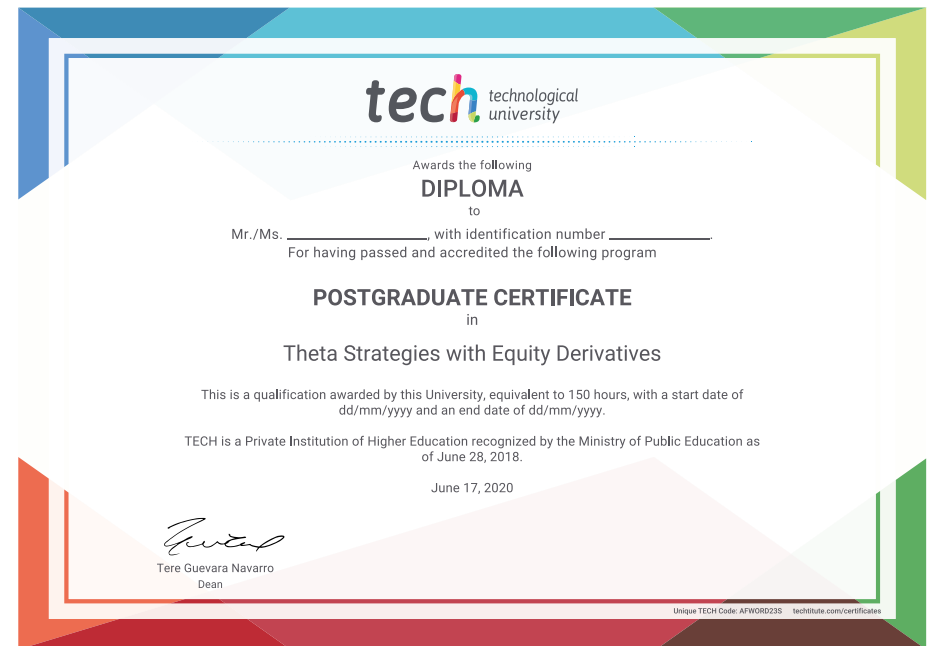 tech technological
university
Awards the following
DIPLOMA
to
Mr./Ms. ____________________, with identification number ______________.
For having passed and accredited the following program
POSTGRADUATE CERTIFICATE
in
Theta Strategies with Equity Derivatives
This is a qualification awarded by this University, equivalent to 150 hours, with a start date of
dd/mm/yyyy and an end date of dd/mm/yyyy.
TECH is a Private Institution of Higher Education recognized by the Ministry of Public Education as
of June 28, 2018.
June 17, 2020
Tere Guevara Navarro
Dean
Unique TECH Code: AFWORD23S techtitute.com/certificates